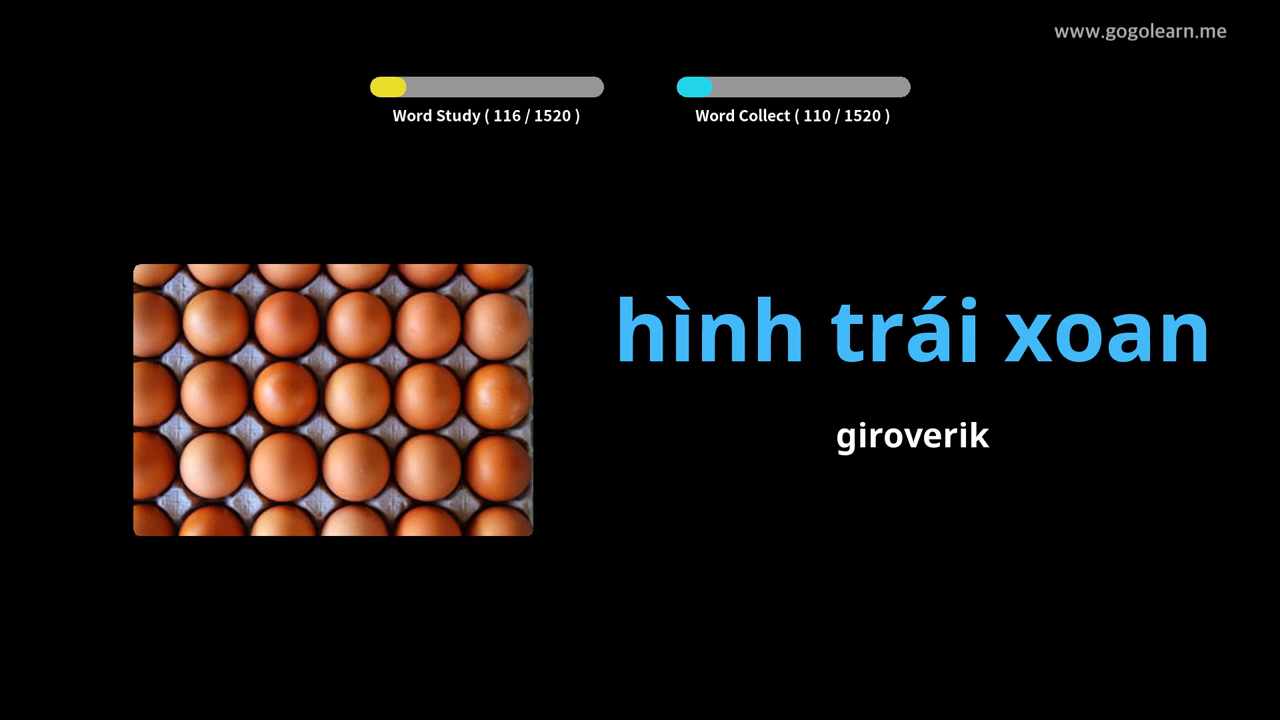 www.gogolearn.me
Word Study ( 116 / 1520 )
Word Collect ( 110 / 1520 )
hình trái xoan
giroverik